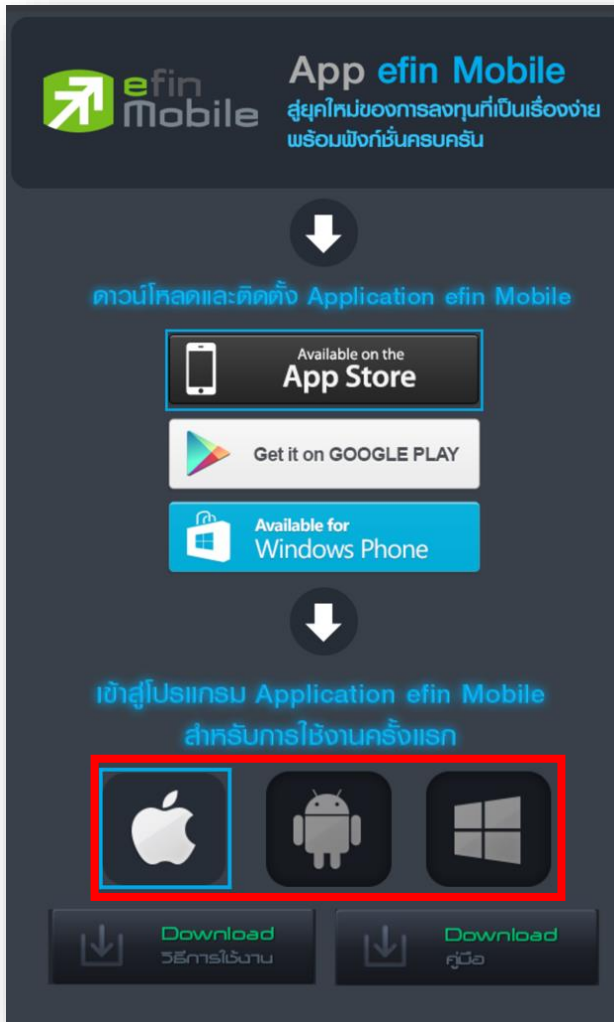 efin
Mobile
App efin Mobile
สู่ยุคใหม่ของการลงทุนที่เป็นเรื่องง่าย
พร้อมฟังก์ชั่นครบครัน
ดาวน์โหลดและติดตั้ง Application efin Mobile
Available on the
App Store
Get it on GOOGLE PLAY
Available for
Windows Phone
เข้าสู่โปรแกรม Application efin Mobile
สำหรับการใช้งานครั้งแรก
Download
วิธีการใช้งาน
Download
คู่มือ